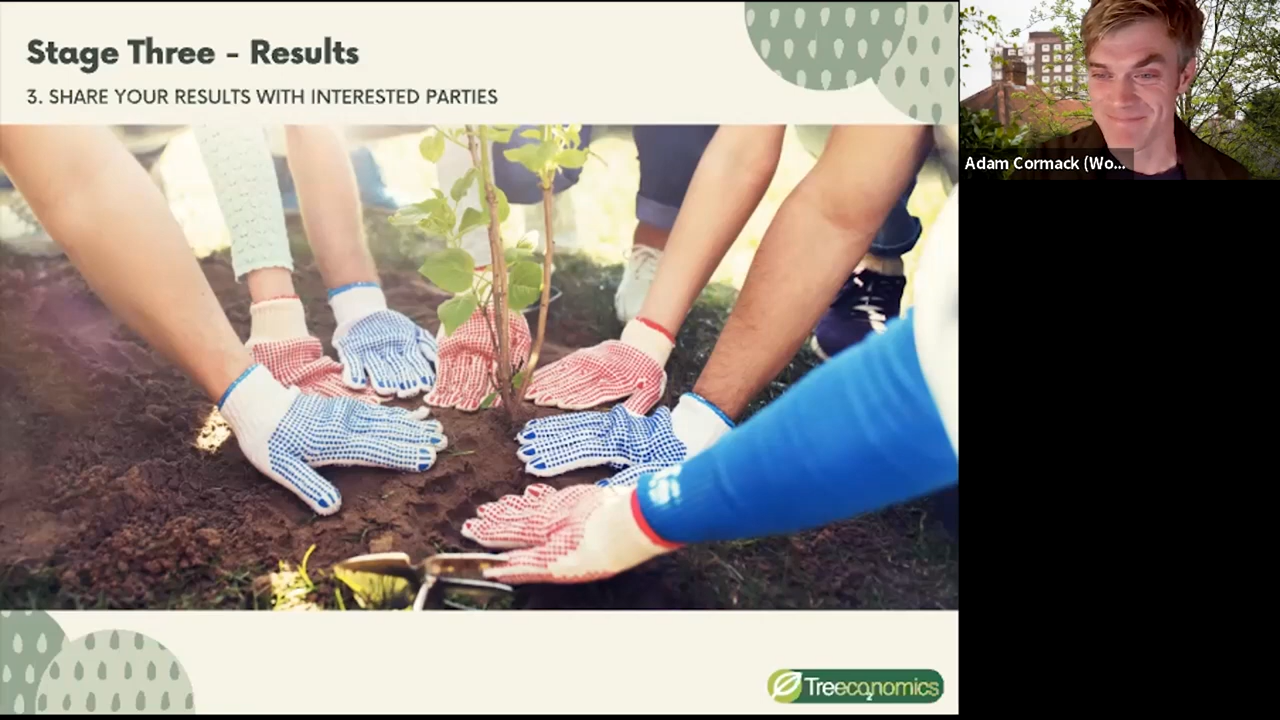 Stage Three - Results
3. SHARE YOUR RESULTS WITH INTERESTED PARTIES
Adam Cormack (Wo...
Treeconomics